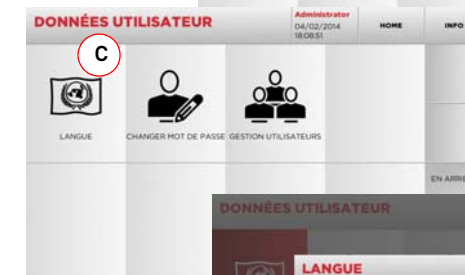 DONNÉES UTILISATEUR
Administrator
04/02/2014
18:08:51
HOME
INFO
C
LANGUE
CHANGER MOT DE PASSE
GESTION UTILISATEURS
EN ARRIE
DONNÉES UTILISATEUR
LANGUE